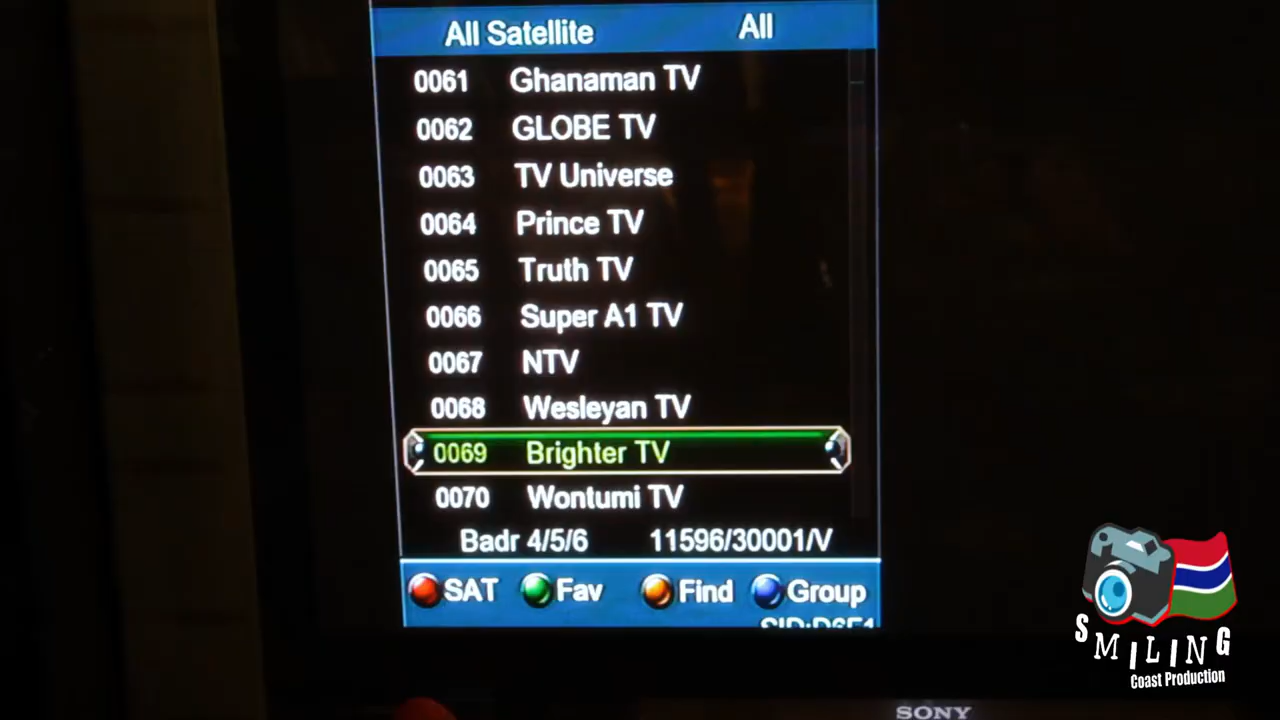 All Satellite All
0061 Ghanaman TV
0062 GLOBE TV
0063 TV Universe
0064 Prince TV
0065 Truth TV
0066 Super A1 TV
0067 NTV
0068 Wesleyan TV
0069 Brighter TV
0070 Wontumi TV
Badr 4/5/6 11596/30001/V
SAT Fav Find Group
SID:D6F1
SMILING
Coast Production
SONY